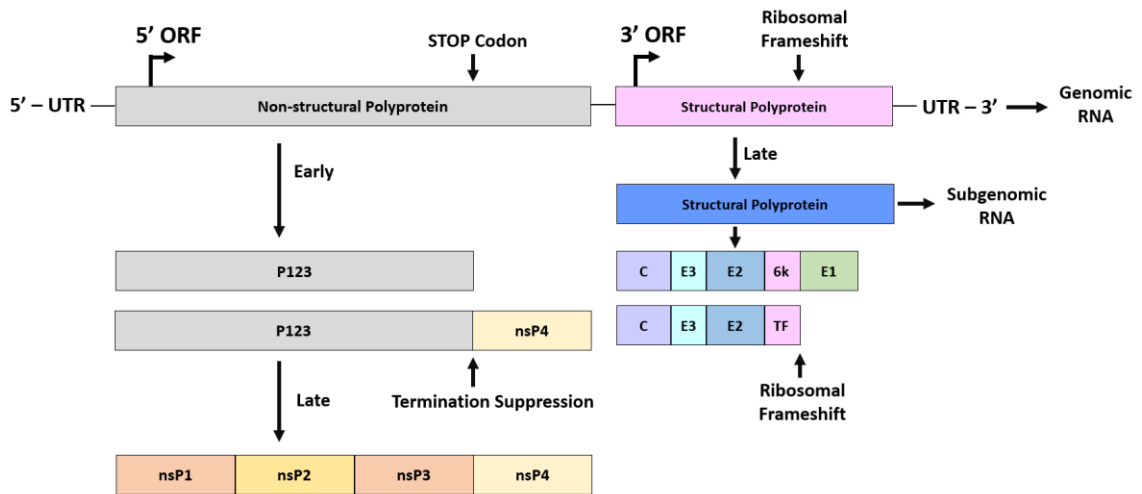 5’ ORF
STOP Codon
3’ ORF
Ribosomal
Frameshift
5’ – UTR
Non-structural Polyprotein
Structural Polyprotein
UTR – 3’
Genomic
RNA
Early
Late
Structural Polyprotein
Subgenomic
RNA
P123
C
E3
E2
6k
E1
P123
nsP4
C
E3
E2
TF
Late
Termination Suppression
Ribosomal
Frameshift
nsP1
nsP2
nsP3
nsP4